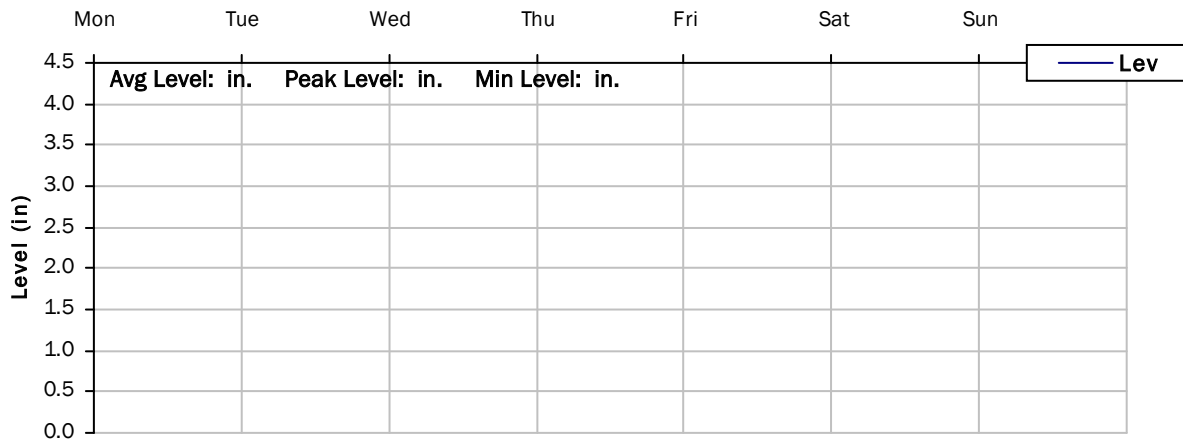 Mon Tue Wed Thu Fri Sat Sun
Lev
Avg Level: in. Peak Level: in. Min Level: in.
4.5
4.0
3.5
3.0
2.5
2.0
1.5
1.0
0.5
0.0
Level (in)